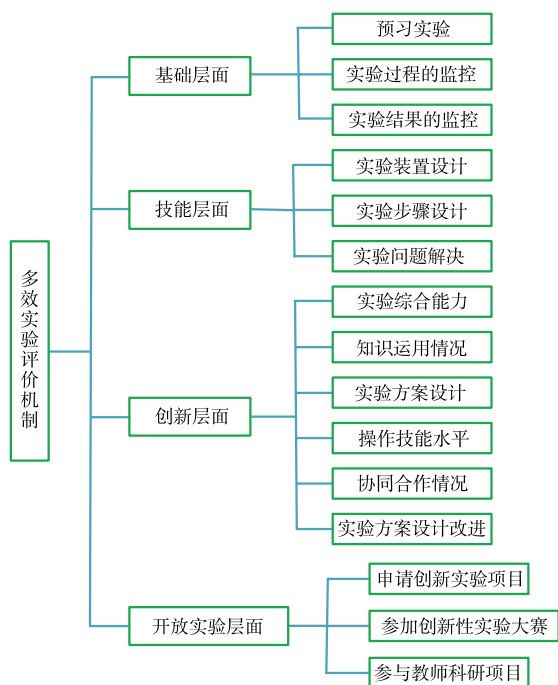 多效实验评价机制
基础层面
预习实验
实验过程的监控
实验结果的监控
技能层面
实验装置设计
实验步骤设计
实验问题解决
创新层面
实验综合能力
知识运用情况
实验方案设计
操作技能水平
协同合作情况
实验方案设计改进
开放实验层面
申请创新实验项目
参加创新性实验大赛
参与教师科研项目